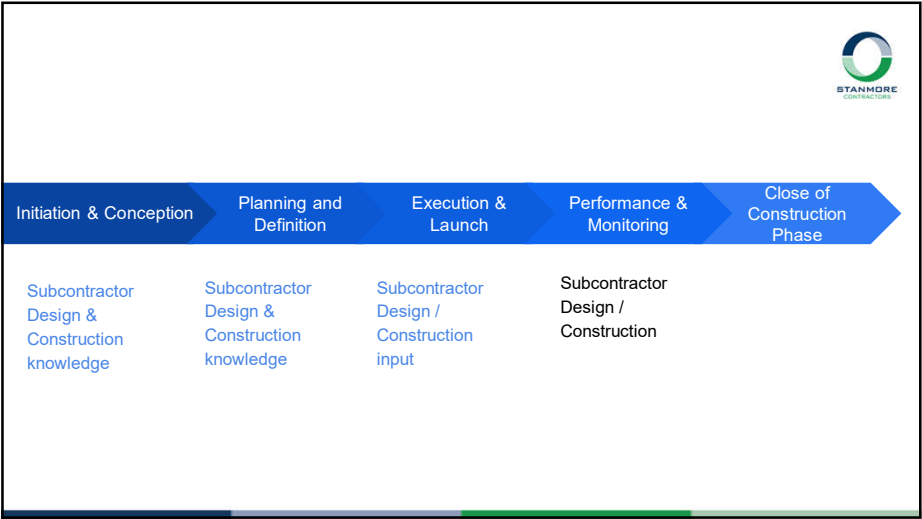 STANMORE
CONTRACTORS
Initiation & Conception
Planning and
Definition
Execution &
Launch
Performance &
Monitoring
Close of
Construction
Phase
Subcontractor
Design &
Construction
knowledge
Subcontractor
Design &
Construction
knowledge
Subcontractor
Design /
Construction
input
Subcontractor
Design /
Construction